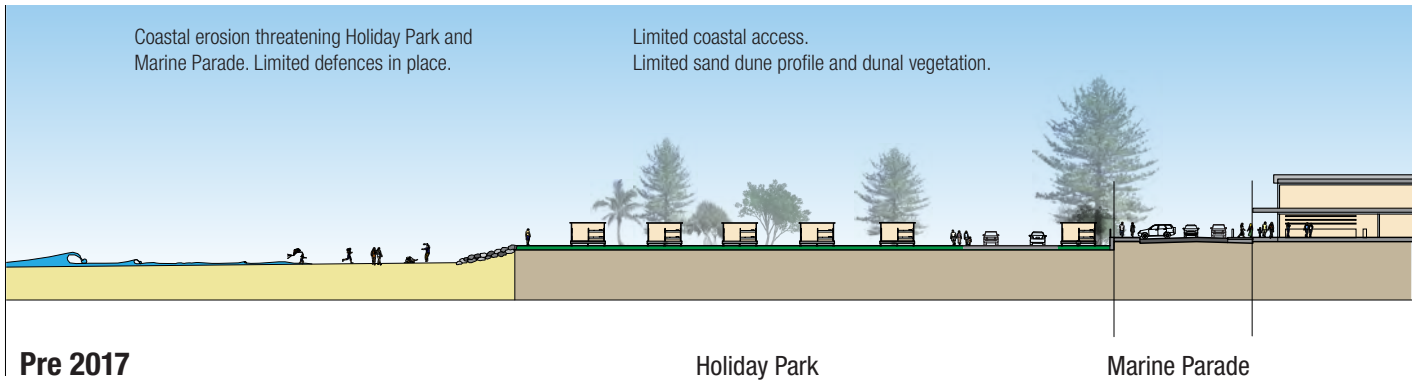 Coastal erosion threatening Holiday Park and
Marine Parade. Limited defences in place.
Limited coastal access.
Limited sand dune profile and dunal vegetation.
Pre 2017
Holiday Park
Marine Parade